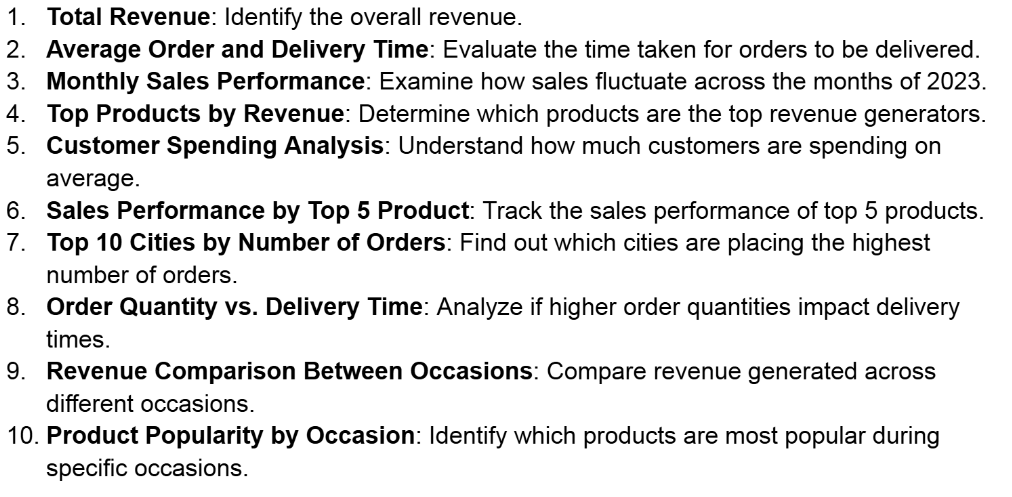 1. Total Revenue: Identify the overall revenue.
2. Average Order and Delivery Time: Evaluate the time taken for orders to be delivered.
3. Monthly Sales Performance: Examine how sales fluctuate across the months of 2023.
4. Top Products by Revenue: Determine which products are the top revenue generators.
5. Customer Spending Analysis: Understand how much customers are spending on
average.
6. Sales Performance by Top 5 Product: Track the sales performance of top 5 products.
7. Top 10 Cities by Number of Orders: Find out which cities are placing the highest
number of orders.
8. Order Quantity vs. Delivery Time: Analyze if higher order quantities impact delivery
times.
9. Revenue Comparison Between Occasions: Compare revenue generated across
different occasions.
10. Product Popularity by Occasion: Identify which products are most popular during
specific occasions.